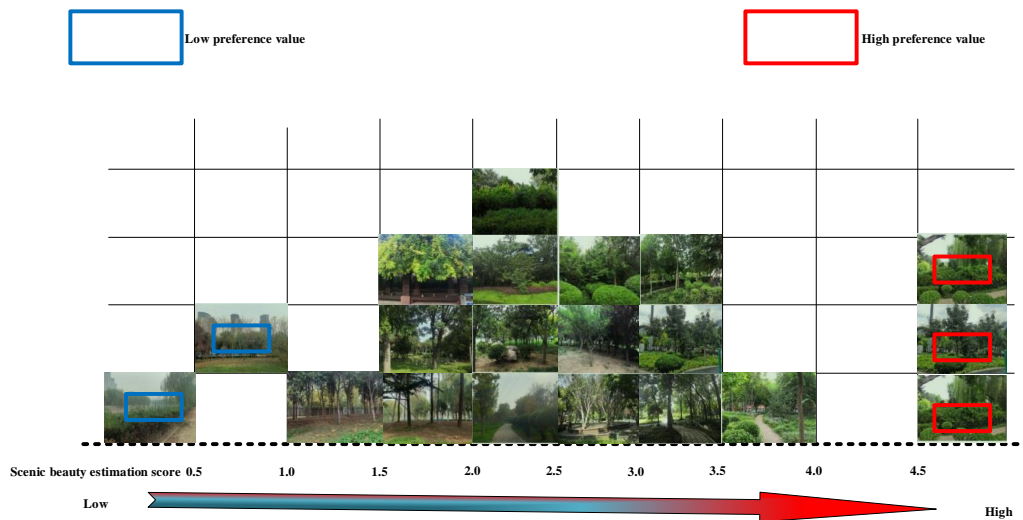 Low preference value
High preference value
Scenic beauty estimation score 0.5 1.0 1.5 2.0 2.5 3.0 3.5 4.0 4.5
Low
High